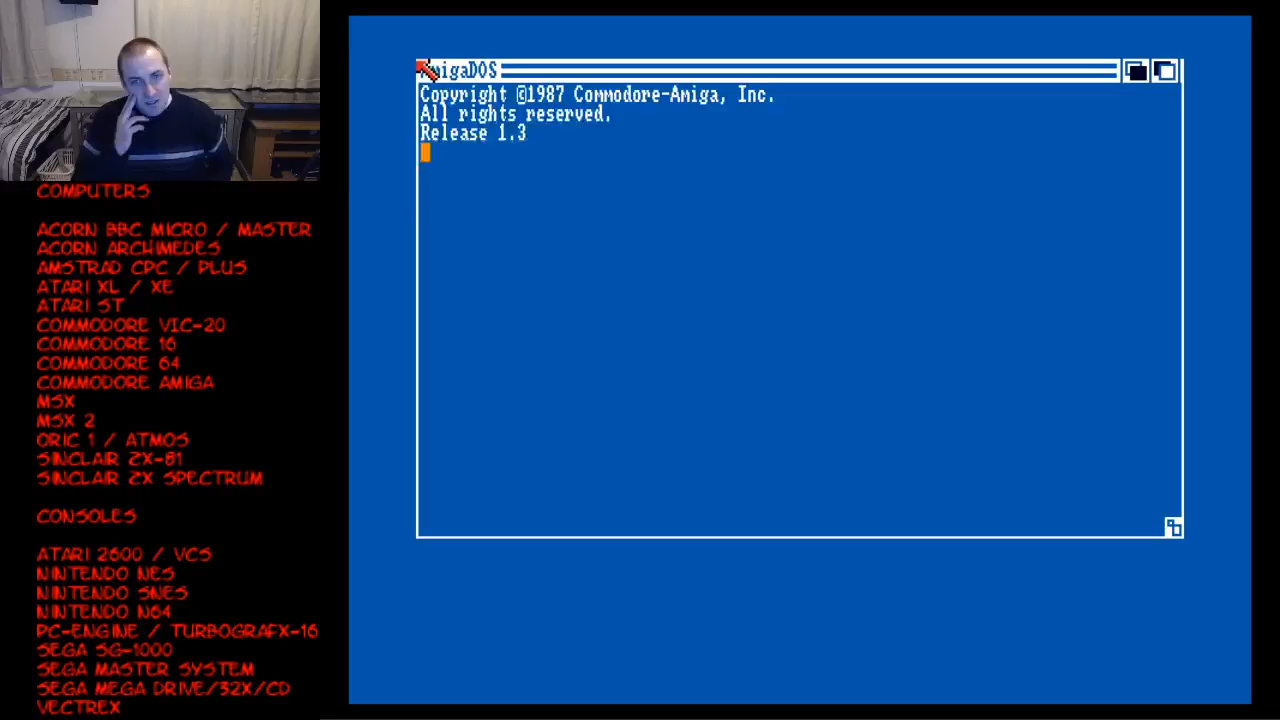 COMPUTERS
ACORN BBC MICRO / MASTER
ACORN ARCHIMEDES
AMSTRAD CPC / PLUS
ATARI XL / XE
ATARI ST
COMMODORE VIC-20
COMMODORE 16
COMMODORE 64
COMMODORE AMIGA
MSX
MSX 2
ORIC 1 / ATMOS
SINCLAIR ZX-81
SINCLAIR ZX SPECTRUM
CONSOLES
ATARI 2600 / VCS
NINTENDO NES
NINTENDO SNES
NINTENDO N64
PC-ENGINE / TURBOGRAFX-16
SEGA SG-1000
SEGA MASTER SYSTEM
SEGA MEGA DRIVE/32X/CD
VECTREX
AmigaDOS
Copyright ©1987 Commodore-Amiga, Inc.
All rights reserved.
Release 1.3